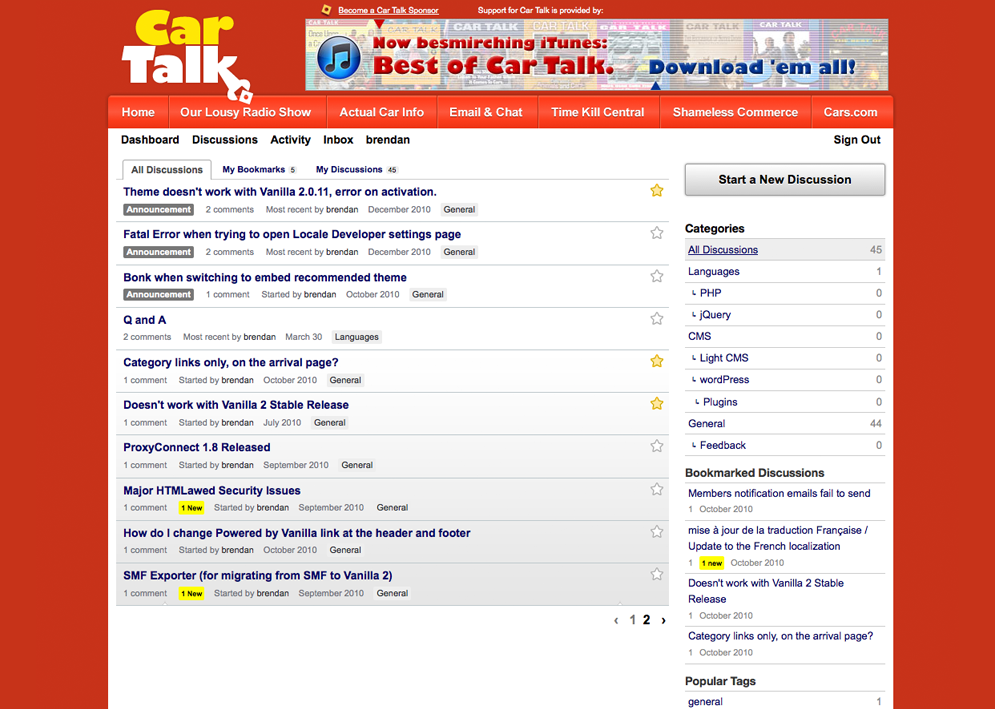 Become a Car Talk Sponsor
Support for Car Talk is provided by:
Car
Talk
Now besmirching iTunes:
Best of Car Talk.
Download 'em all!
Home
Our Lousy Radio Show
Actual Car Info
Email & Chat
Time Kill Central
Shameless Commerce
Cars.com
Dashboard Discussions Activity Inbox brendan
Sign Out
All Discussions My Bookmarks 5 My Discussions 45
Theme doesn't work with Vanilla 2.0.11, error on activation.
Announcement 2 comments Most recent by brendan December 2010 General
Fatal Error when trying to open Locale Developer settings page
Announcement 2 comments Most recent by brendan December 2010 General
Bonk when switching to embed recommended theme
Announcement 1 comment Started by brendan October 2010 General
Q and A
2 comments Most recent by brendan March 30 Languages
Category links only, on the arrival page?
1 comment Started by brendan October 2010 General
Doesn't work with Vanilla 2 Stable Release
1 comment Started by brendan July 2010 General
ProxyConnect 1.8 Released
1 comment Started by brendan September 2010 General
Major HTMLawed Security Issues
1 comment 1 New Started by brendan September 2010 General
How do I change Powered by Vanilla link at the header and footer
1 comment Started by brendan October 2010 General
SMF Exporter (for migrating from SMF to Vanilla 2)
1 comment 1 New Started by brendan September 2010 General
‹ 1 2 ›
Start a New Discussion
Categories
All Discussions 45
Languages 1
PHP 0
jQuery 0
CMS 0
Light CMS 0
wordPress 0
Plugins 0
General 44
Feedback 0
Bookmarked Discussions
Members notification emails fail to send
1 October 2010
mise à jour de la traduction Française /
Update to the French localization
1 1 new October 2010
Doesn't work with Vanilla 2 Stable
Release
1 October 2010
Category links only, on the arrival page?
1 October 2010
Popular Tags
general 1